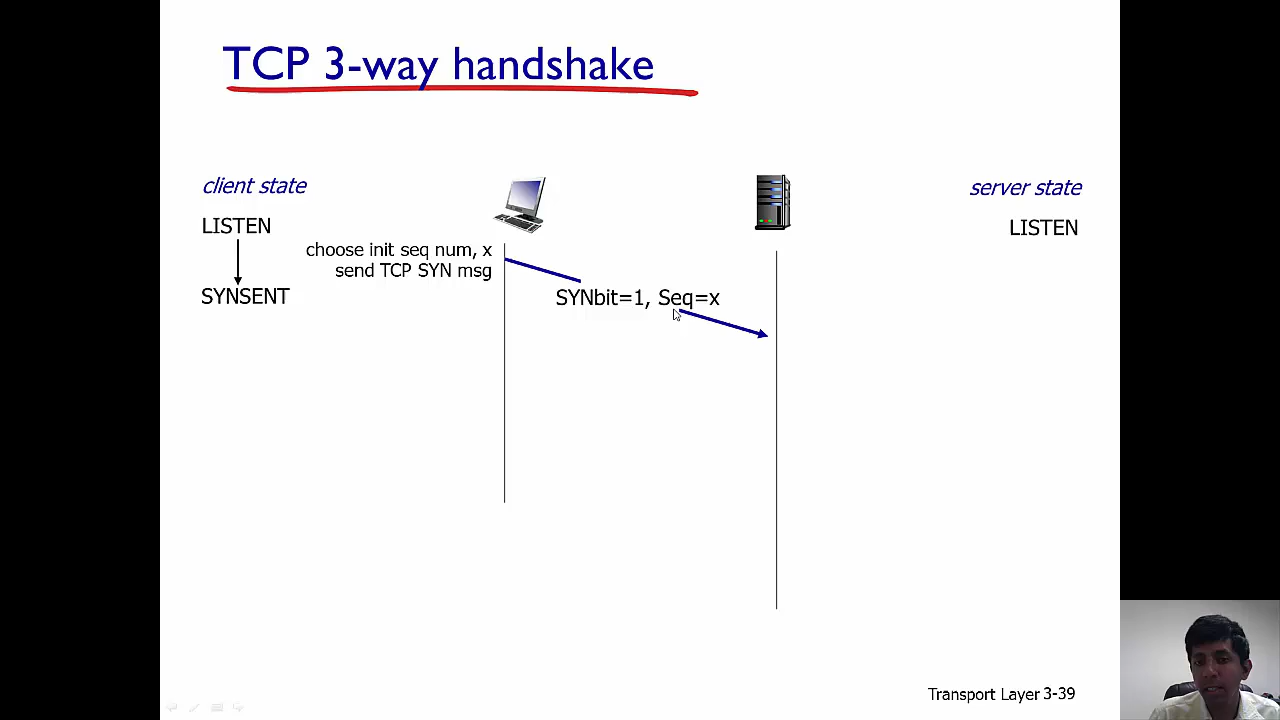 TCP 3-way handshake
client state
server state
LISTEN
LISTEN
choose init seq num, x
send TCP SYN msg
SYNSENT
SYNbit=1, Seq=x
Transport Layer 3-39